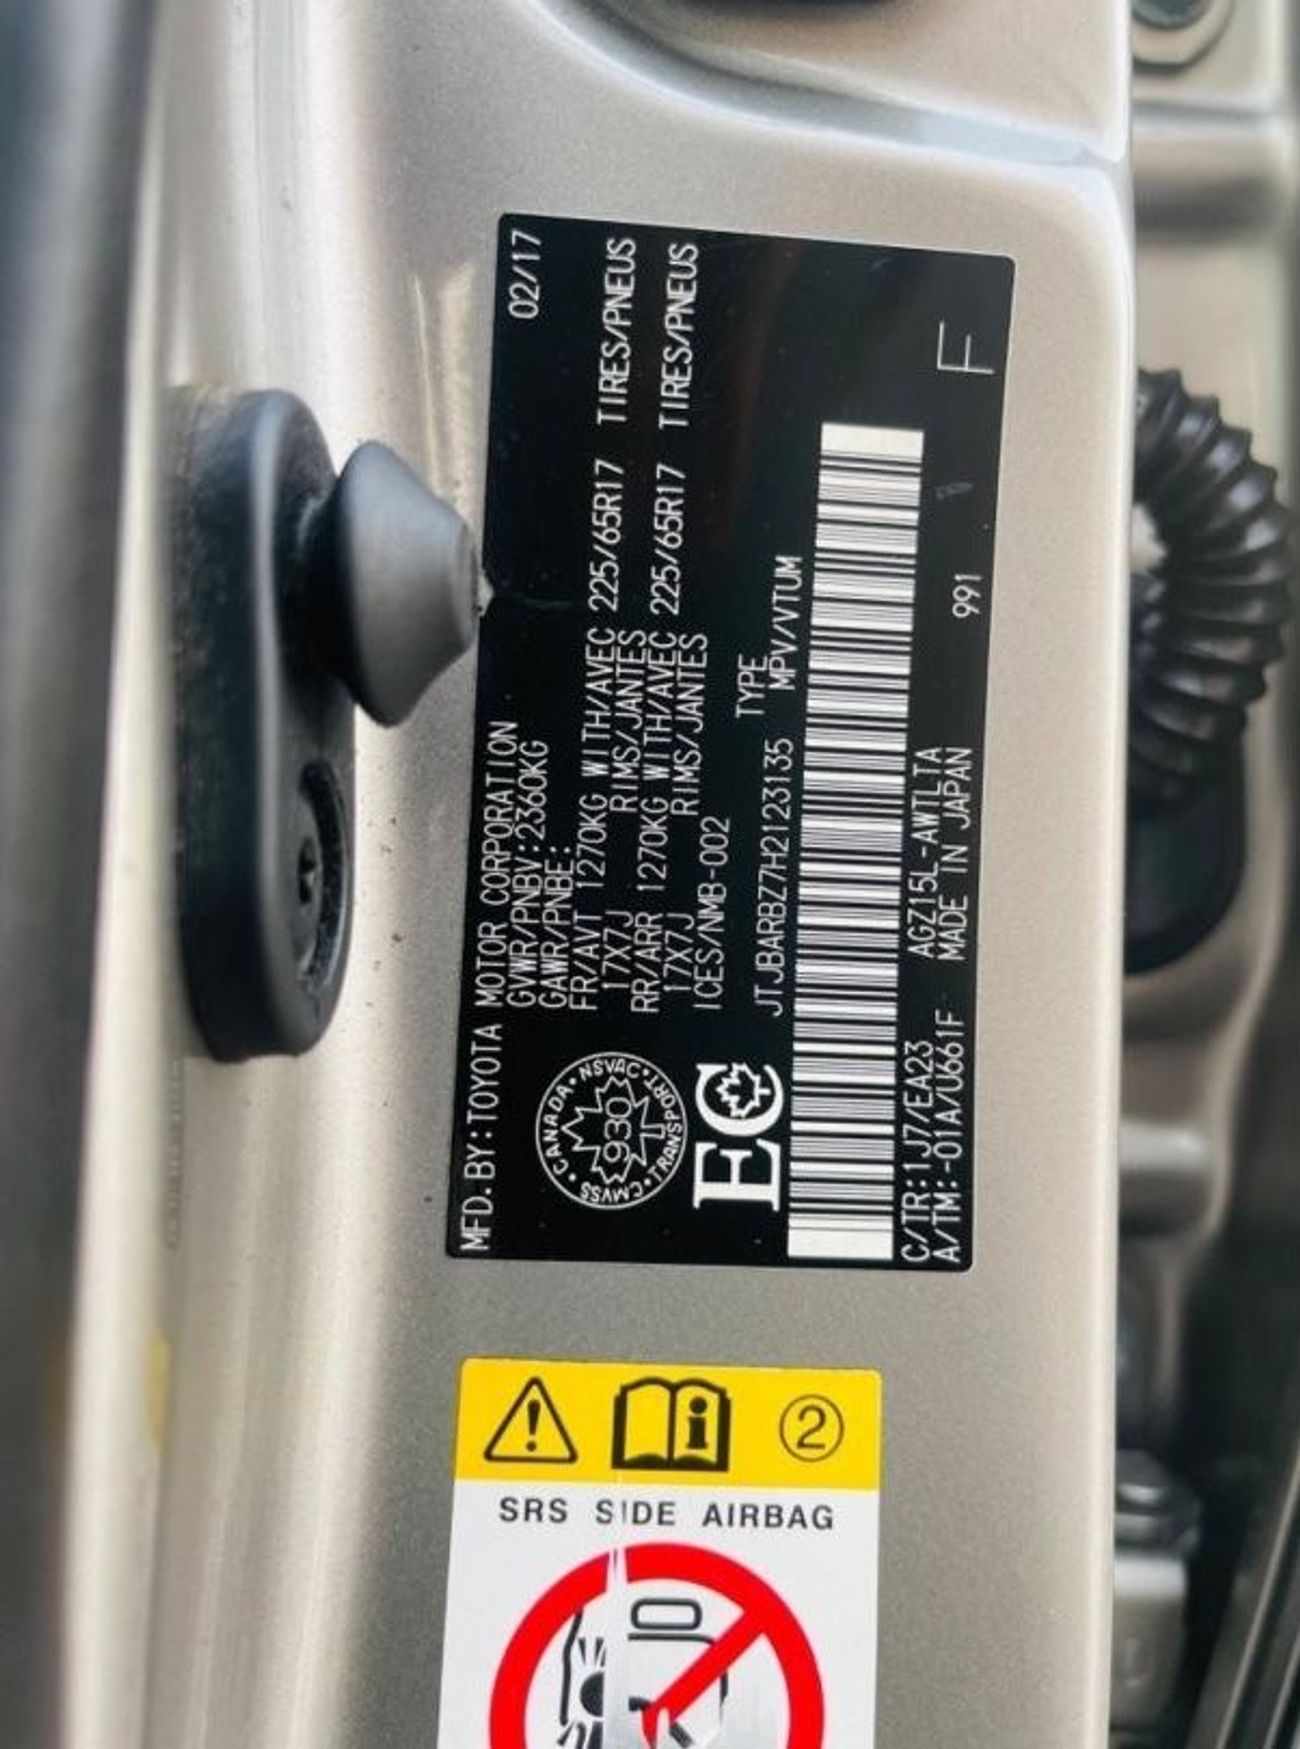 MFD. BY:TOYOTA MOTOR CORPORATION 02/17
GVWR/PNBV:2360KG
GAWR/PNBE:
FR/AVT 1270KG WITH/AVEC 225/65R17 TIRES/PNEUS
17X7J RIMS/JANTES
RR/ARR 1270KG WITH/AVEC 225/65R17 TIRES/PNEUS
17X7J RIMS/JANTES
ICES/NMB-002
CANADA • NSVAC • TRANSPORT • CMVSS •
930
EC
TYPE
JTJBARBZ7H2123135 MPV/VTUM
C/TR:1J7/EA23 AGZ15L-AWTLTA 991 F
A/TM:-01A/U661F MADE IN JAPAN
2
SRS SIDE AIRBAG